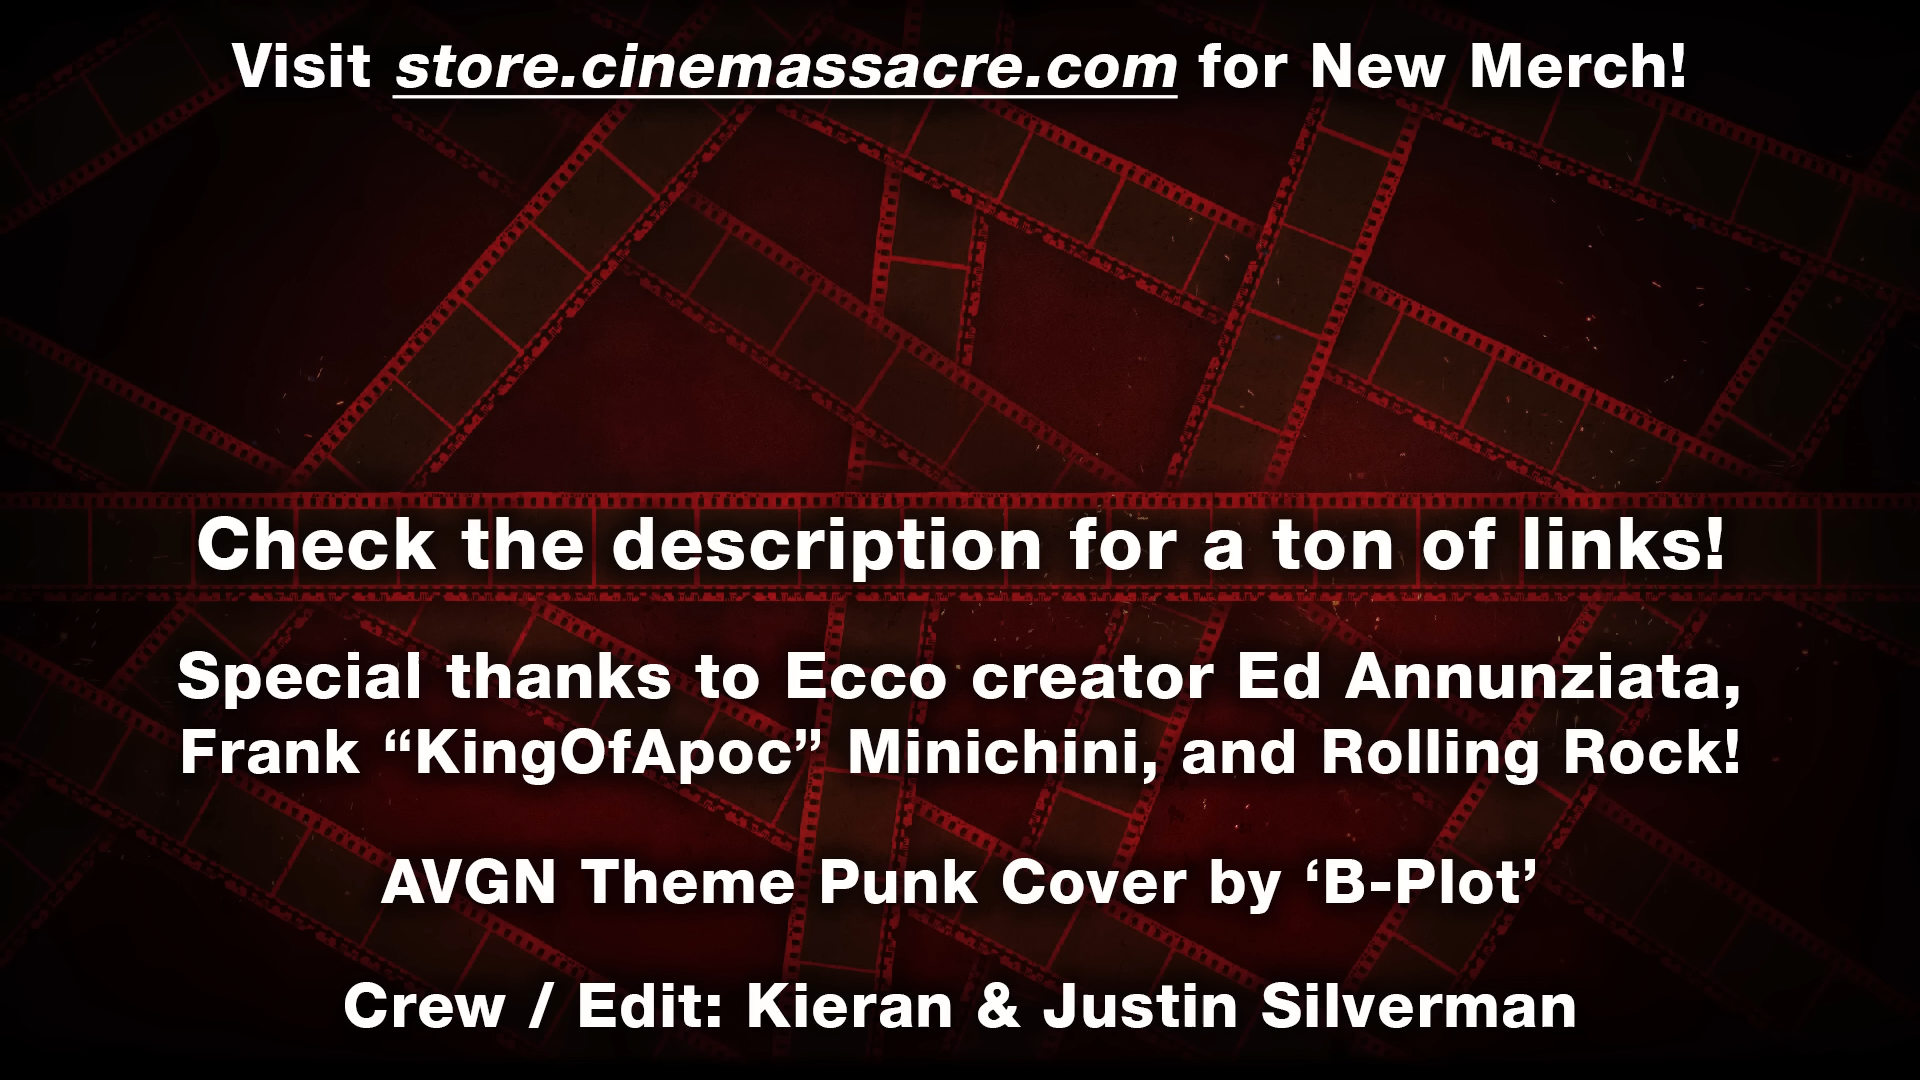 Visit store.cinemassacre.com for New Merch!
Check the description for a ton of links!
Special thanks to Ecco creator Ed Annunziata,
Frank “KingOfApoc” Minichini, and Rolling Rock!
AVGN Theme Punk Cover by ‘B-Plot’
Crew / Edit: Kieran & Justin Silverman